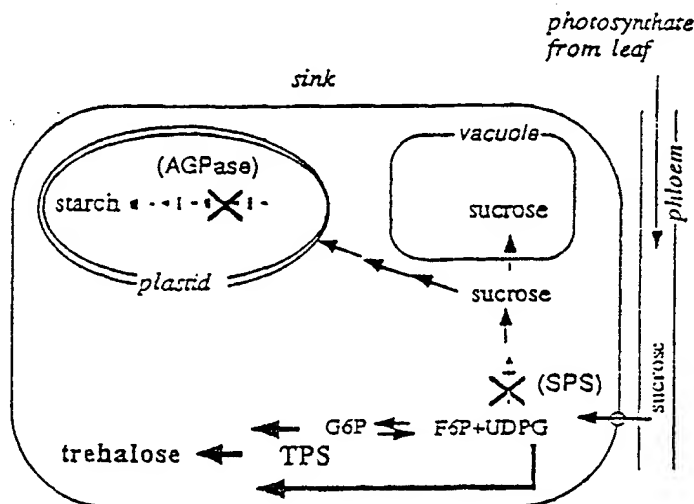 photosynthate
from leaf
sink
vacuole
(AGPase)
starch
sucrose
phloem
plastid
sucrose
(SPS)
sucrose
G6P F6P+UDPG
trehalose TPS